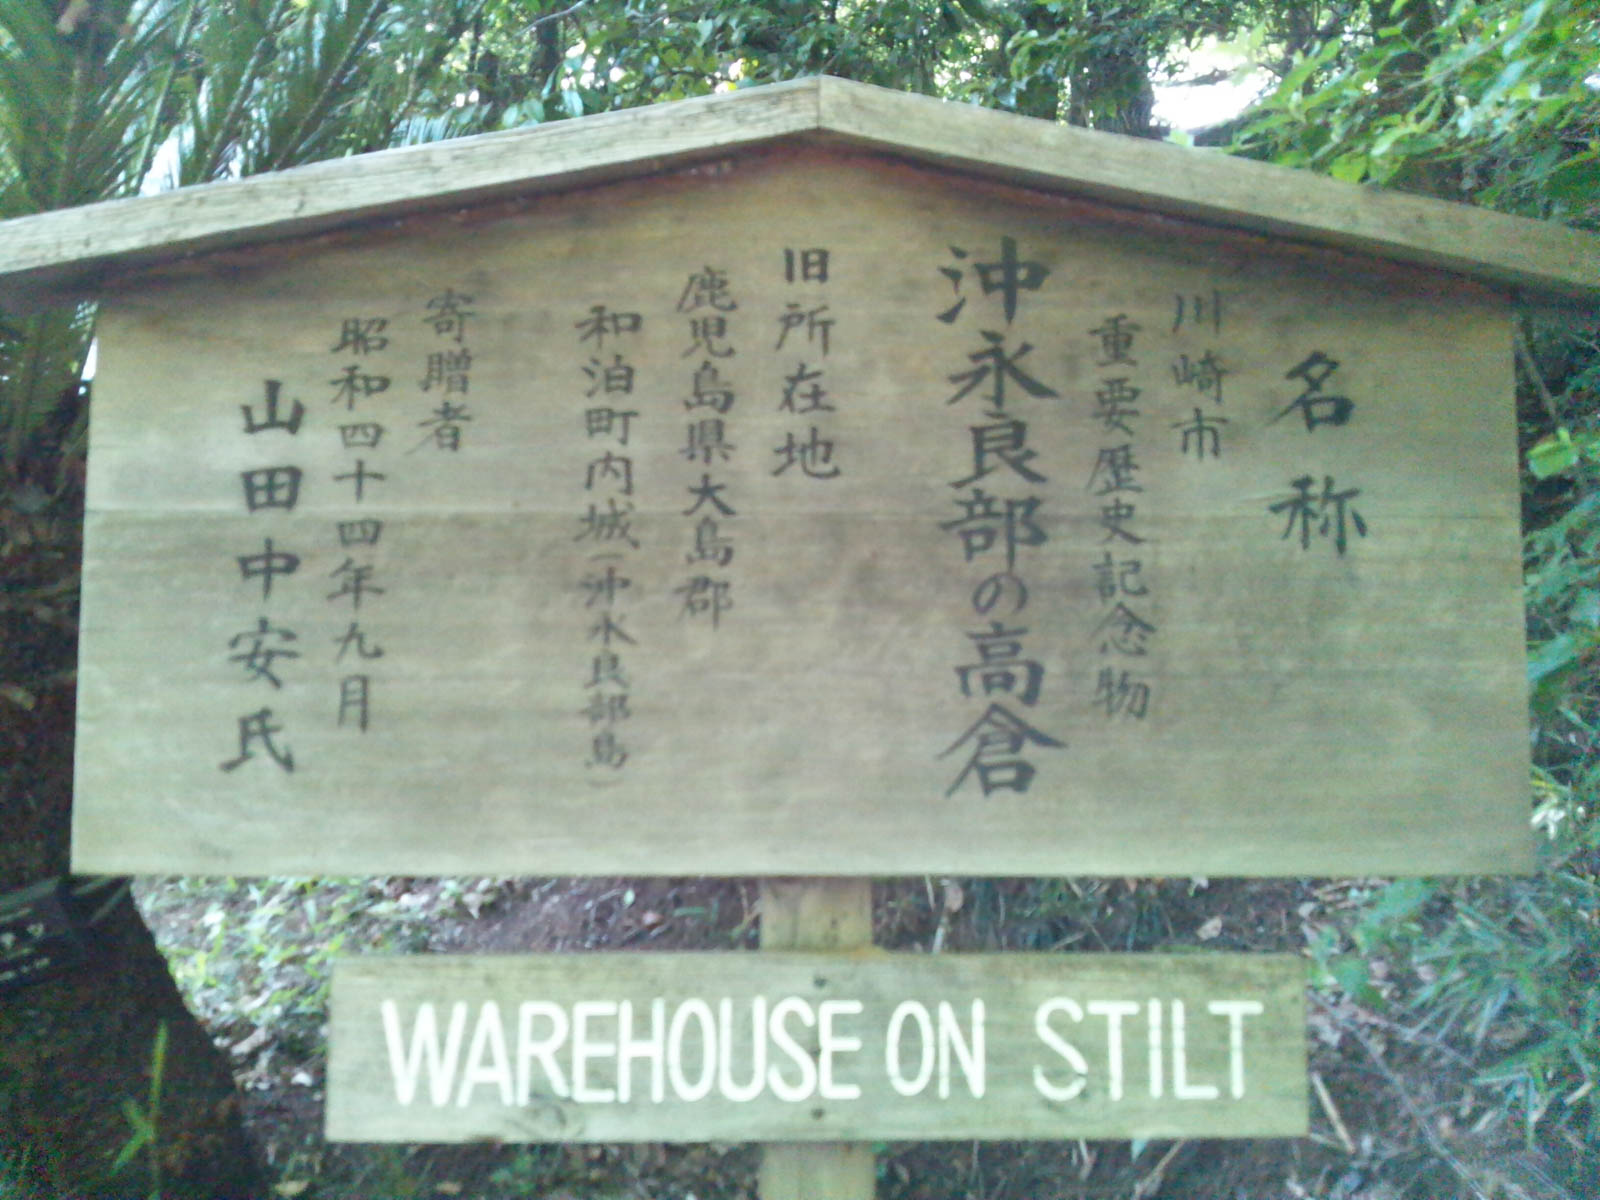 名称
川崎市
重要歴史記念物
沖永良部の高倉
旧所在地
鹿児島県大島郡
和泊町内城(沖永良部島)
寄贈者
昭和四十四年九月
山田中安氏
WAREHOUSE ON STILT